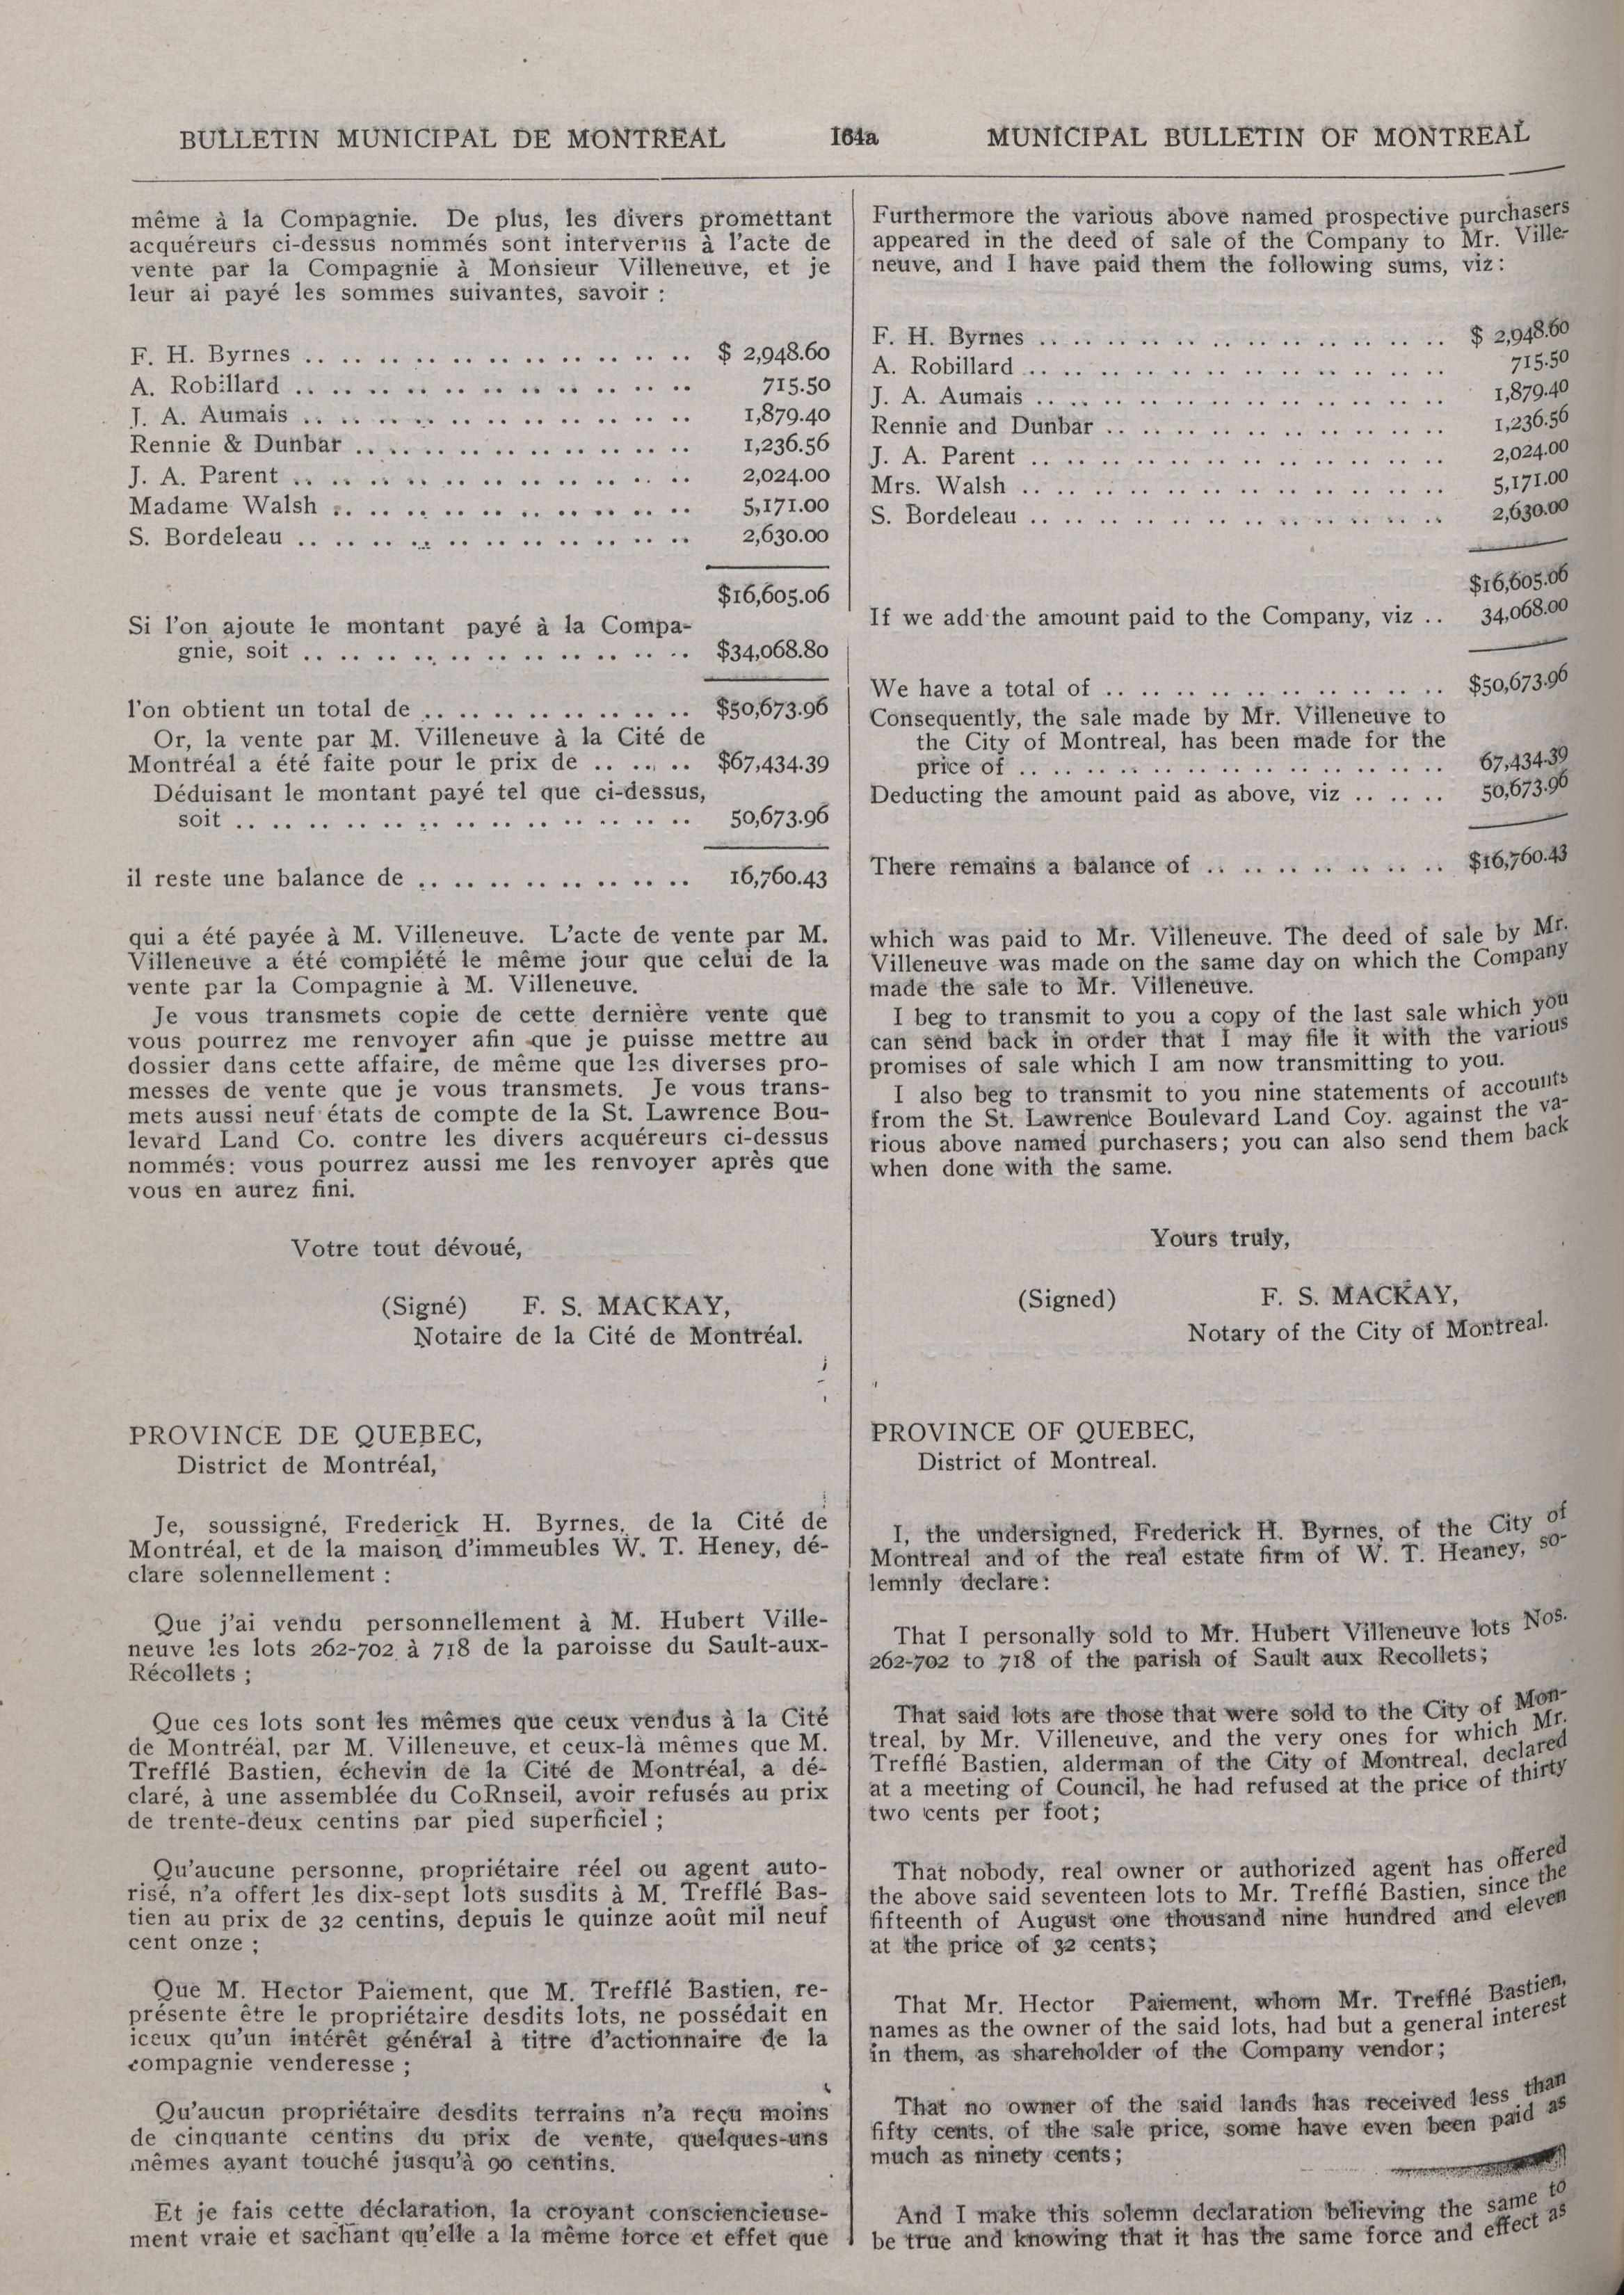 BULLETIN MUNICIPAL DE MONTREAL
164a
MUNICIPAL BULLETIN OF MONTREAL
même à la Compagnie. De plus, les divers promettant
acquéreurs ci-dessus nommés sont intervenus à l'acte de
vente par la Compagnie à Monsieur Villeneuve, et je
leur ai payé les sommes suivantes, savoir :
F. H. Byrnes .. .. .. .. .. .. .. .. .. .. .. $ 2,948.60
A. Robillard .. .. .. .. .. .. .. .. .. .. .. 715.50
J. A. Aumais .. .. .. .. .. .. .. .. .. .. .. 1,879.40
Rennie & Dunbar .. .. .. .. .. .. .. .. .. 1,236.56
J. A. Parent .. .. .. .. .. .. .. .. .. .. .. 2,024.00
Madame Walsh .. .. .. .. .. .. .. .. .. .. 5,171.00
S. Bordeleau .. .. .. .. .. .. .. .. .. .. .. 2,630.00
$16,605.06
Si l'on ajoute le montant payé à la Compa-
gnie, soit .. .. .. .. .. .. .. .. .. .. .. $34,068.80
l'on obtient un total de .. .. .. .. .. .. .. .. $50,673.96
Or, la vente par M. Villeneuve à la Cité de
Montréal a été faite pour le prix de .. .. .. $67,434.39
Déduisant le montant payé tel que ci-dessus,
soit .. .. .. .. .. .. .. .. .. .. .. .. .. 50,673.96
il reste une balance de .. .. .. .. .. .. .. .. 16,760.43
qui a été payée à M. Villeneuve. L'acte de vente par M.
Villeneuve a été compiété le même jour que celui de la
vente par la Compagnie à M. Villeneuve.
Je vous transmets copie de cette dernière vente que
vous pourrez me renvoyer afin que je puisse mettre au
dossier dans cette affaire, de même que les diverses pro-
messes de vente que je vous transmets. Je vous trans-
mets aussi neuf états de compte de la St. Lawrence Bou-
levard Land Co. contre les divers acquéreurs ci-dessus
nommés: vous pourrez aussi me les renvoyer après que
vous en aurez fini.
Votre tout dévoué,
(Signé) F. S. MACKAY,
Notaire de la Cité de Montréal.
PROVINCE DE QUEBEC,
District de Montréal,
Je, soussigné, Frederick H. Byrnes, de la Cité de
Montréal, et de la maison d'immeubles W. T. Heney, dé-
clare solennellement :
Que j'ai vendu personnellement à M. Hubert Ville-
neuve les lots 262-702 à 718 de la paroisse du Sault-aux-
Récollets ;
Que ces lots sont les mêmes que ceux vendus à la Cité
de Montréal, par M. Villeneuve, et ceux-là mêmes que M.
Trefflé Bastien, échevin de la Cité de Montréal, a dé-
claré, à une assemblée du CoRnseil, avoir refusés au prix
de trente-deux centins par pied superficiel ;
Qu'aucune personne, propriétaire réel ou agent auto-
risé, n'a offert les dix-sept lots susdits à M. Trefflé Bas-
tien au prix de 32 centins, depuis le quinze août mil neuf
cent onze ;
Que M. Hector Paiement, que M. Trefflé Bastien, re-
présente être le propriétaire desdits lots, ne possédait en
iceux qu'un intérêt général à titre d'actionnaire de la
compagnie venderesse ;
Qu'aucun propriétaire desdits terrains n'a reçu moins
de cinquante centins du prix de vente, quelques-uns
mêmes ayant touché jusqu'à 90 centins.
Et je fais cette déclaration, la croyant consciencieuse-
ment vraie et sachant qu'elle a la même force et effet que
Furthermore the various above named prospective purchasers
appeared in the deed of sale of the Company to Mr. Ville-
neuve, and I have paid them the following sums, viz:
F. H. Byrnes .. .. .. .. .. .. .. .. .. .. .. .. $ 2,948.60
A. Robillard .. .. .. .. .. .. .. .. .. .. .. .. 715.50
J. A. Aumais .. .. .. .. .. .. .. .. .. .. .. .. 1,879.40
Rennie and Dunbar .. .. .. .. .. .. .. .. .. .. 1,236.56
J. A. Parent .. .. .. .. .. .. .. .. .. .. .. .. 2,024.00
Mrs. Walsh .. .. .. .. .. .. .. .. .. .. .. .. 5,171.00
S. Bordeleau .. .. .. .. .. .. .. .. .. .. .. .. 2,630.00
$16,605.06
If we add the amount paid to the Company, viz .. 34,068.00
We have a total of .. .. .. .. .. .. .. .. .. .. $50,673.96
Consequently, the sale made by Mr. Villeneuve to
the City of Montreal, has been made for the
price of .. .. .. .. .. .. .. .. .. .. .. .. 67,434.39
Deducting the amount paid as above, viz .. .. .. 50,673.96
There remains a balance of .. .. .. .. .. .. .. $16,760.43
which was paid to Mr. Villeneuve. The deed of sale by Mr.
Villeneuve was made on the same day on which the Company
made the sale to Mr. Villeneuve.
I beg to transmit to you a copy of the last sale which you
can send back in order that I may file it with the various
promises of sale which I am now transmitting to you.
I also beg to transmit to you nine statements of accounts
from the St. Lawrence Boulevard Land Coy. against the va-
rious above named purchasers; you can also send them back
when done with the same.
Yours truly,
(Signed) F. S. MACKAY,
Notary of the City of Montreal.
PROVINCE OF QUEBEC,
District of Montreal.
I, the undersigned, Frederick H. Byrnes, of the City of
Montreal and of the real estate firm of W. T. Heaney, so-
lemnly declare:
That I personally sold to Mr. Hubert Villeneuve lots Nos.
262-702 to 718 of the parish of Sault aux Recollets;
That said lots are those that were sold to the City of Mon-
treal, by Mr. Villeneuve, and the very ones for which Mr.
Trefflé Bastien, alderman of the City of Montreal, declared
at a meeting of Council, he had refused at the price of thirty
two cents per foot;
That nobody, real owner or authorized agent has offered
the above said seventeen lots to Mr. Trefflé Bastien, since the
fifteenth of August one thousand nine hundred and eleven
at the price of 32 cents;
That Mr. Hector Paiement, whom Mr. Trefflé Bastien,
names as the owner of the said lots, had but a general interest
in them, as shareholder of the Company vendor;
That no owner of the said lands has received less than
fifty cents, of the sale price, some have even been paid as
much as ninety cents;
And I make this solemn declaration believing the same to
be true and knowing that it has the same force and effect as